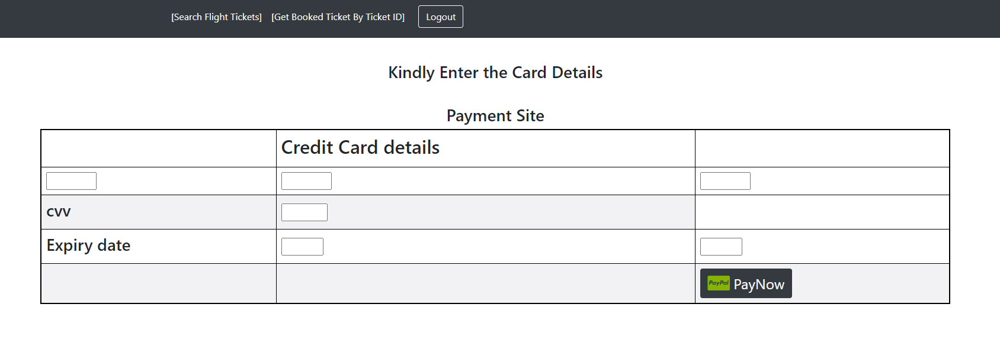 [Search Flight Tickets] [Get Booked Ticket By Ticket ID] Logout
Kindly Enter the Card Details
Payment Site
Credit Card details
cvv
Expiry date
PayPal PayNow